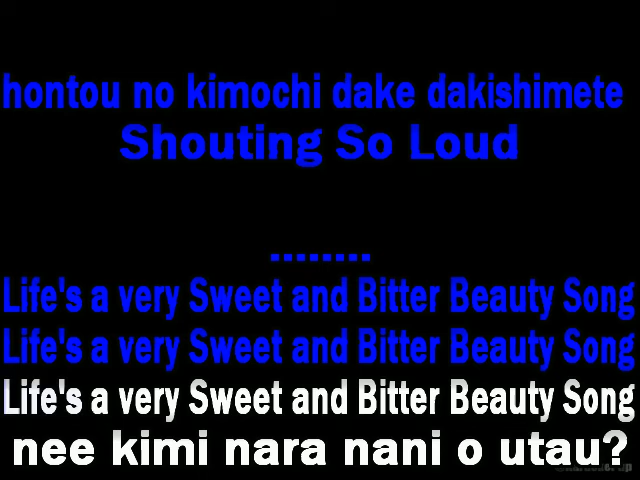 hontou no kimochi dake dakishimete
Shouting So Loud
........
Life's a very Sweet and Bitter Beauty Song
Life's a very Sweet and Bitter Beauty Song
Life's a very Sweet and Bitter Beauty Song
nee kimi nara nani o utau?